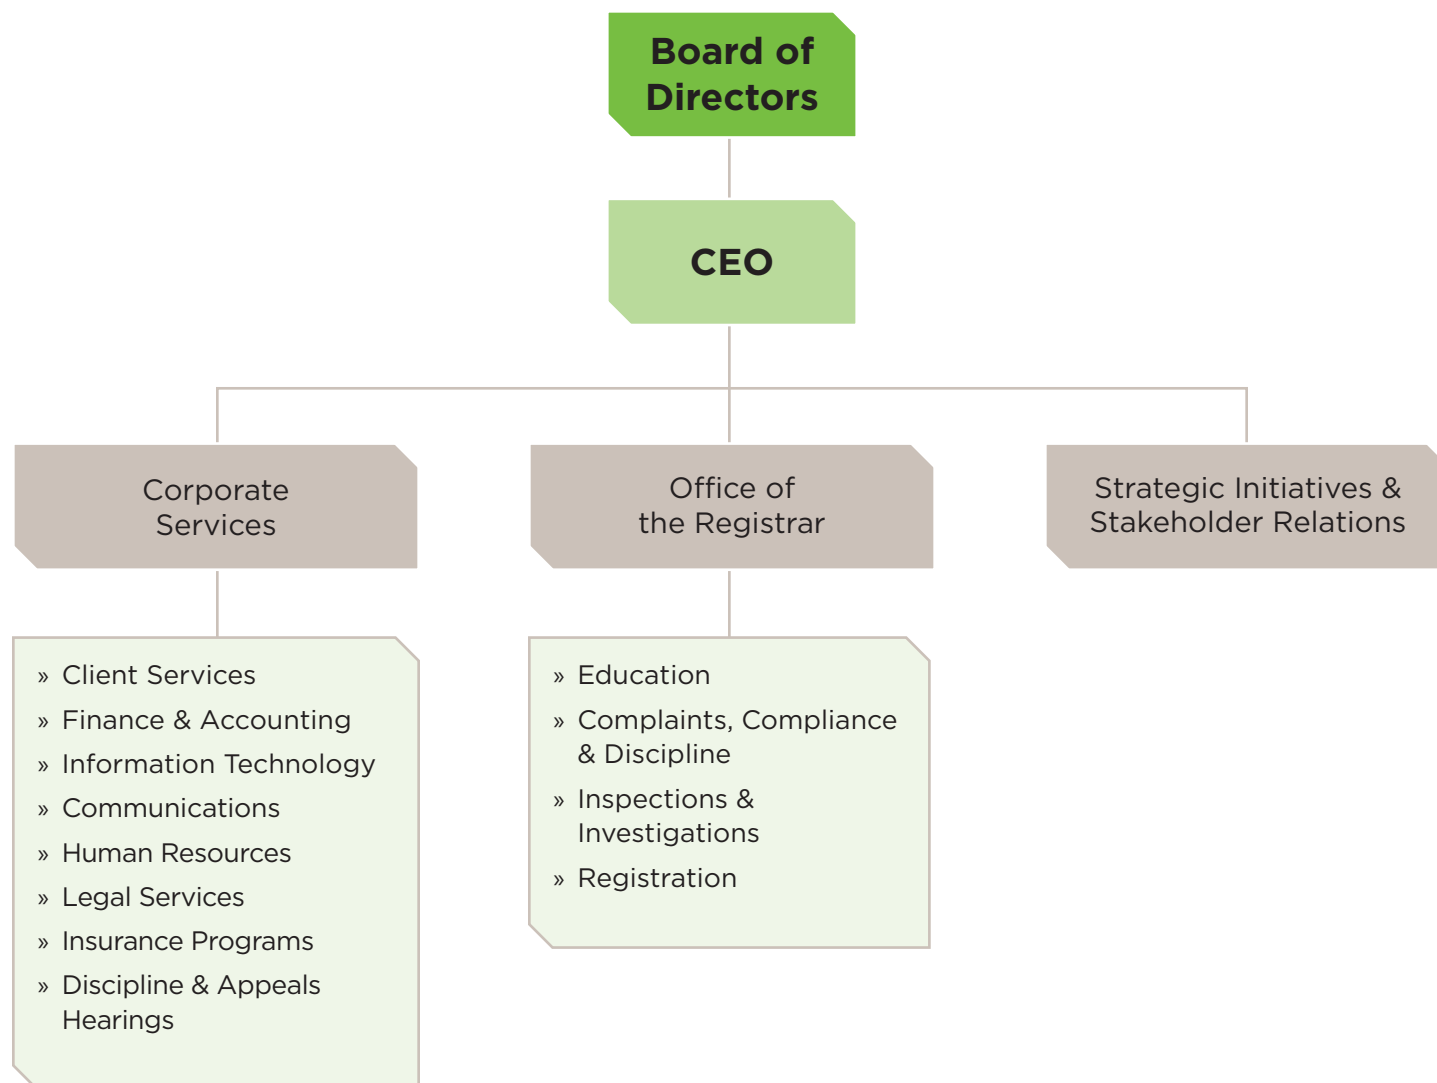 Board of
Directors
CEO
Corporate
Services
Office of
the Registrar
Strategic Initiatives &
Stakeholder Relations
» Client Services
» Finance & Accounting
» Information Technology
» Communications
» Human Resources
» Legal Services
» Insurance Programs
» Discipline & Appeals
Hearings
» Education
» Complaints, Compliance
& Discipline
» Inspections &
Investigations
» Registration